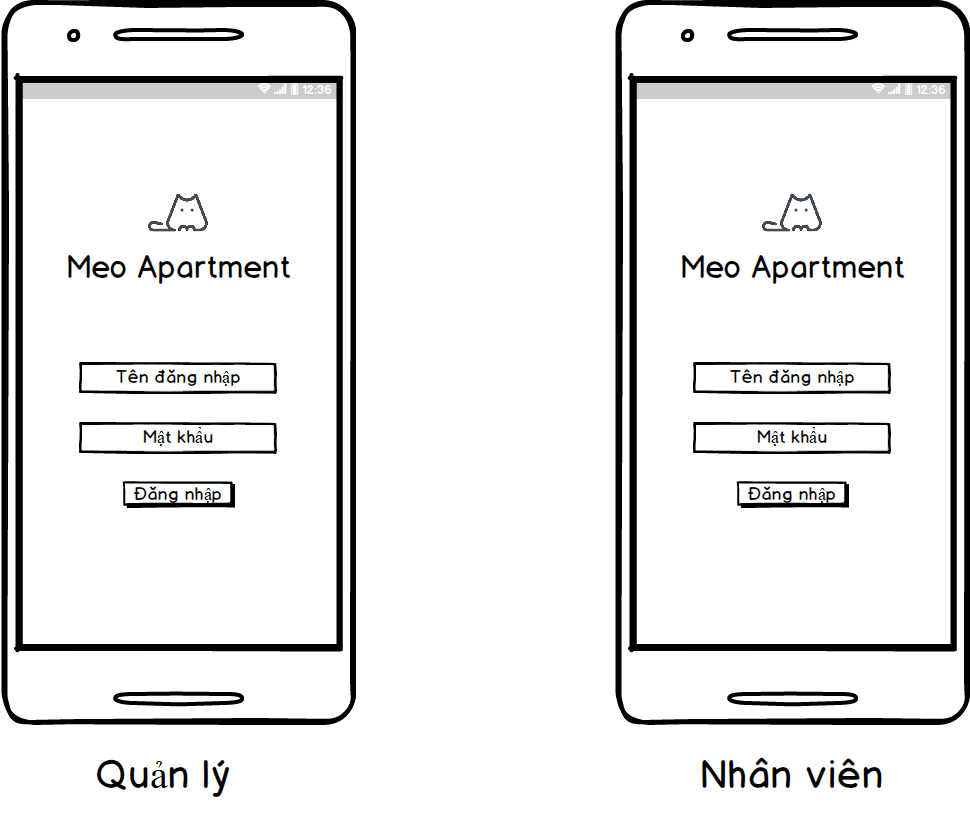 12:36
Meo Apartment
Tên đăng nhập
Mật khẩu
Đăng nhập
Quản lý
12:36
Meo Apartment
Tên đăng nhập
Mật khẩu
Đăng nhập
Nhân viên